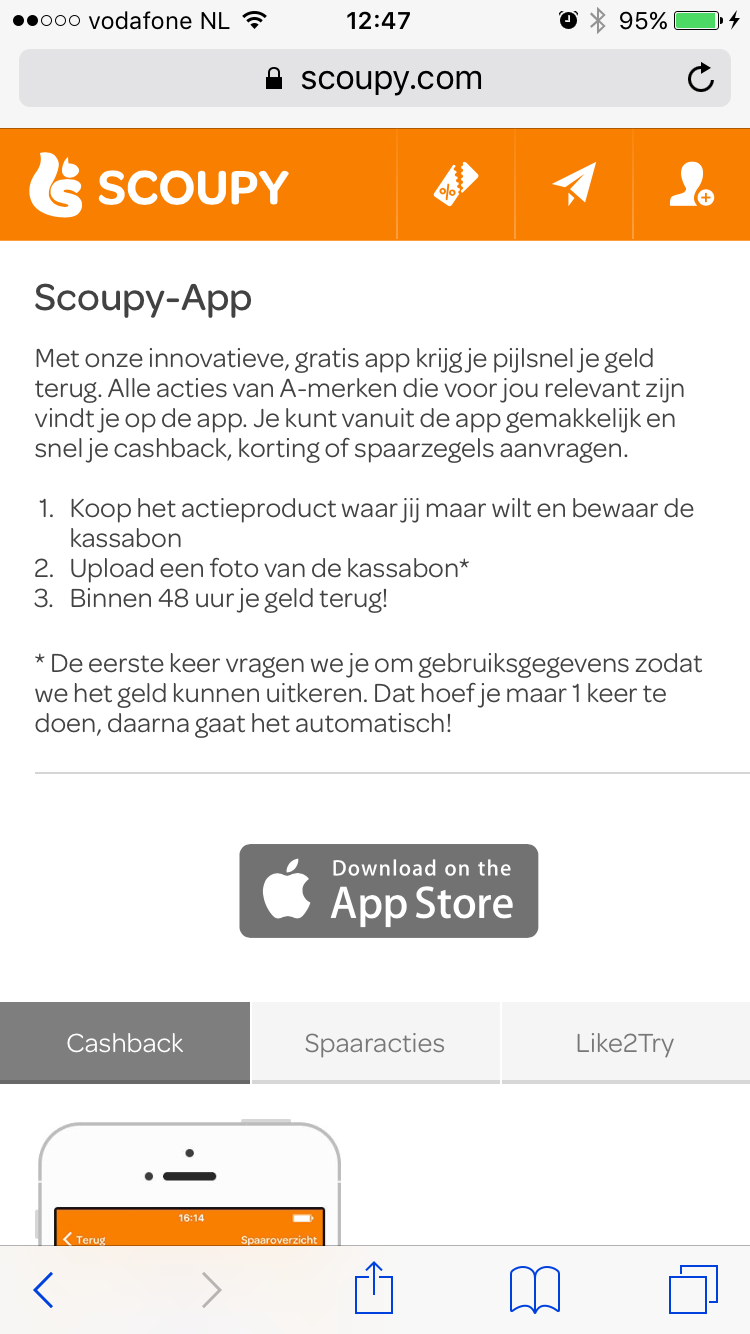 vodafone NL 12:47 95%
scoupy.com
SCOUPY %
Scoupy-App
Met onze innovatieve, gratis app krijg je pijlsnel je geld
terug. Alle acties van A-merken die voor jou relevant zijn
vindt je op de app. Je kunt vanuit de app gemakkelijk en
snel je cashback, korting of spaarzegels aanvragen.
1. Koop het actieproduct waar jij maar wilt en bewaar de
kassabon
2. Upload een foto van de kassabon*
3. Binnen 48 uur je geld terug!
* De eerste keer vragen we je om gebruiksgegevens zodat
we het geld kunnen uitkeren. Dat hoef je maar 1 keer te
doen, daarna gaat het automatisch!
Download on the
App Store
Cashback Spaaracties Like2Try
16:14
Terug Spaaroverzicht